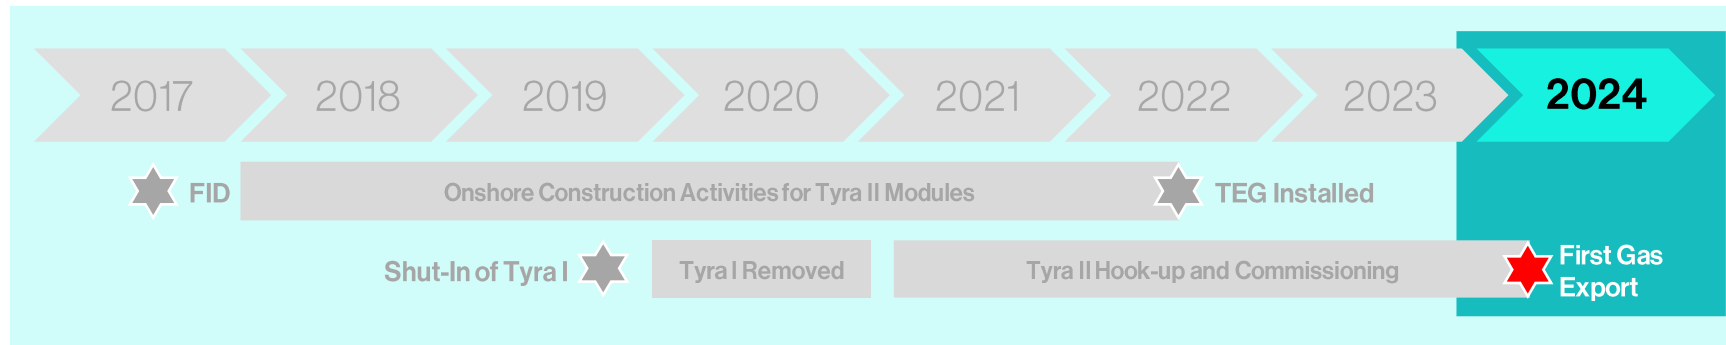 2017 2018 2019 2020 2021 2022 2023 2024
FID Onshore Construction Activities for Tyra II Modules TEG Installed
Shut-In of Tyra I Tyra I Removed Tyra II Hook-up and Commissioning First Gas
Export